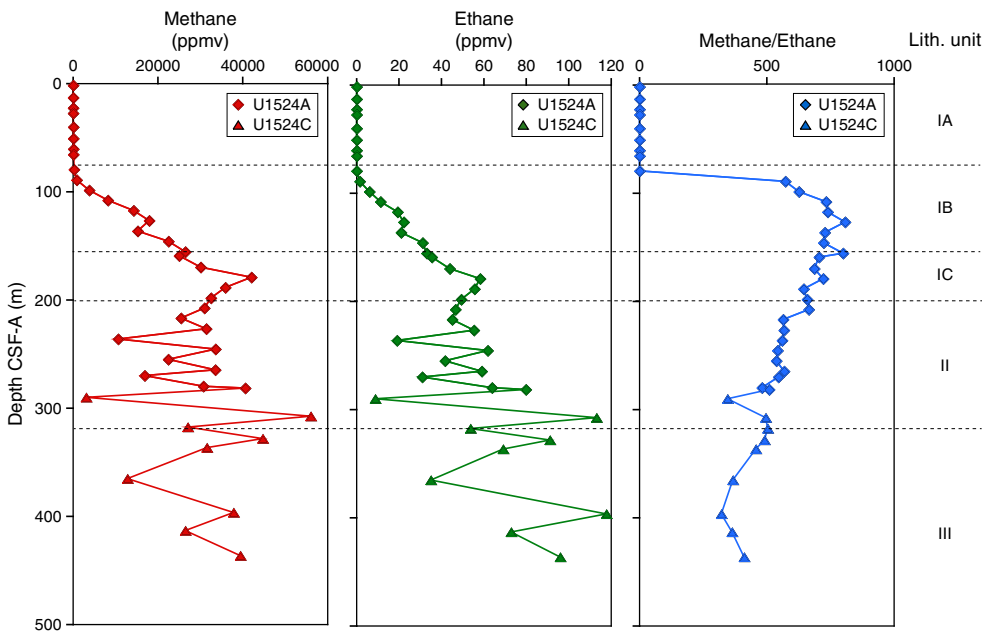 Methane
(ppmv)
Ethane
(ppmv)
Methane/Ethane
Lith. unit
0 20000 40000 60000
0 20 40 60 80 100 120
0 500 1000
0
100
200
300
400
500
Depth CSF-A (m)
U1524A
U1524C
U1524A
U1524C
U1524A
U1524C
IA
IB
IC
II
III